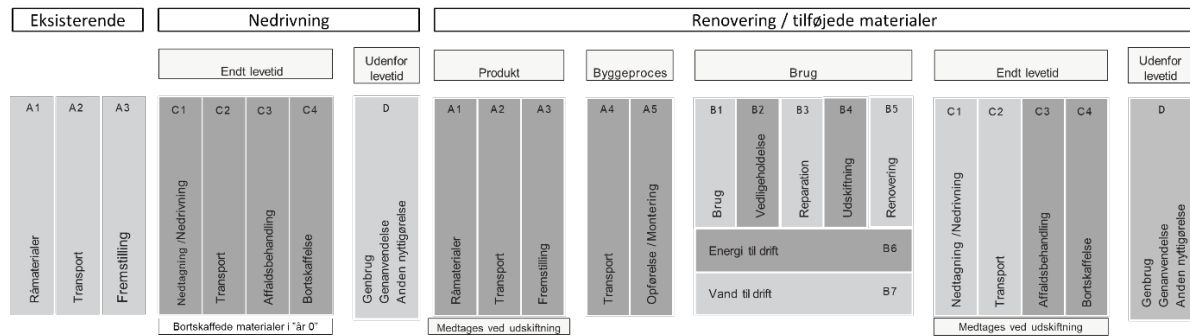 Eksisterende
Nedrivning
Renovering / tilføjede materialer
Endt levetid
Udenfor
levetid
Produkt
Byggeproces
Brug
Endt levetid
Udenfor
levetid
A1
A2
A3
C1
C2
C3
C4
D
A1
A2
A3
A4
A5
B1
B2
B3
B4
B5
C1
C2
C3
C4
D
Råmaterialer
Transport
Fremstilling
Nedtagning /Nedrivning
Transport
Affaldsbehandling
Bortskaffelse
Genbrug
Genanvendelse
Anden nyttigørelse
Råmaterialer
Transport
Fremstilling
Transport
Opførelse /Montering
Brug
Vedligeholdelse
Reparation
Udskiftning
Renovering
Energi til drift B6
Vand til drift B7
Nedtagning /Nedrivning
Transport
Affaldsbehandling
Bortskaffelse
Genbrug
Genanvendelse
Anden nyttigørelse
Bortskaffede materialer i "år 0"
Medtages ved udskiftning
Medtages ved udskiftning